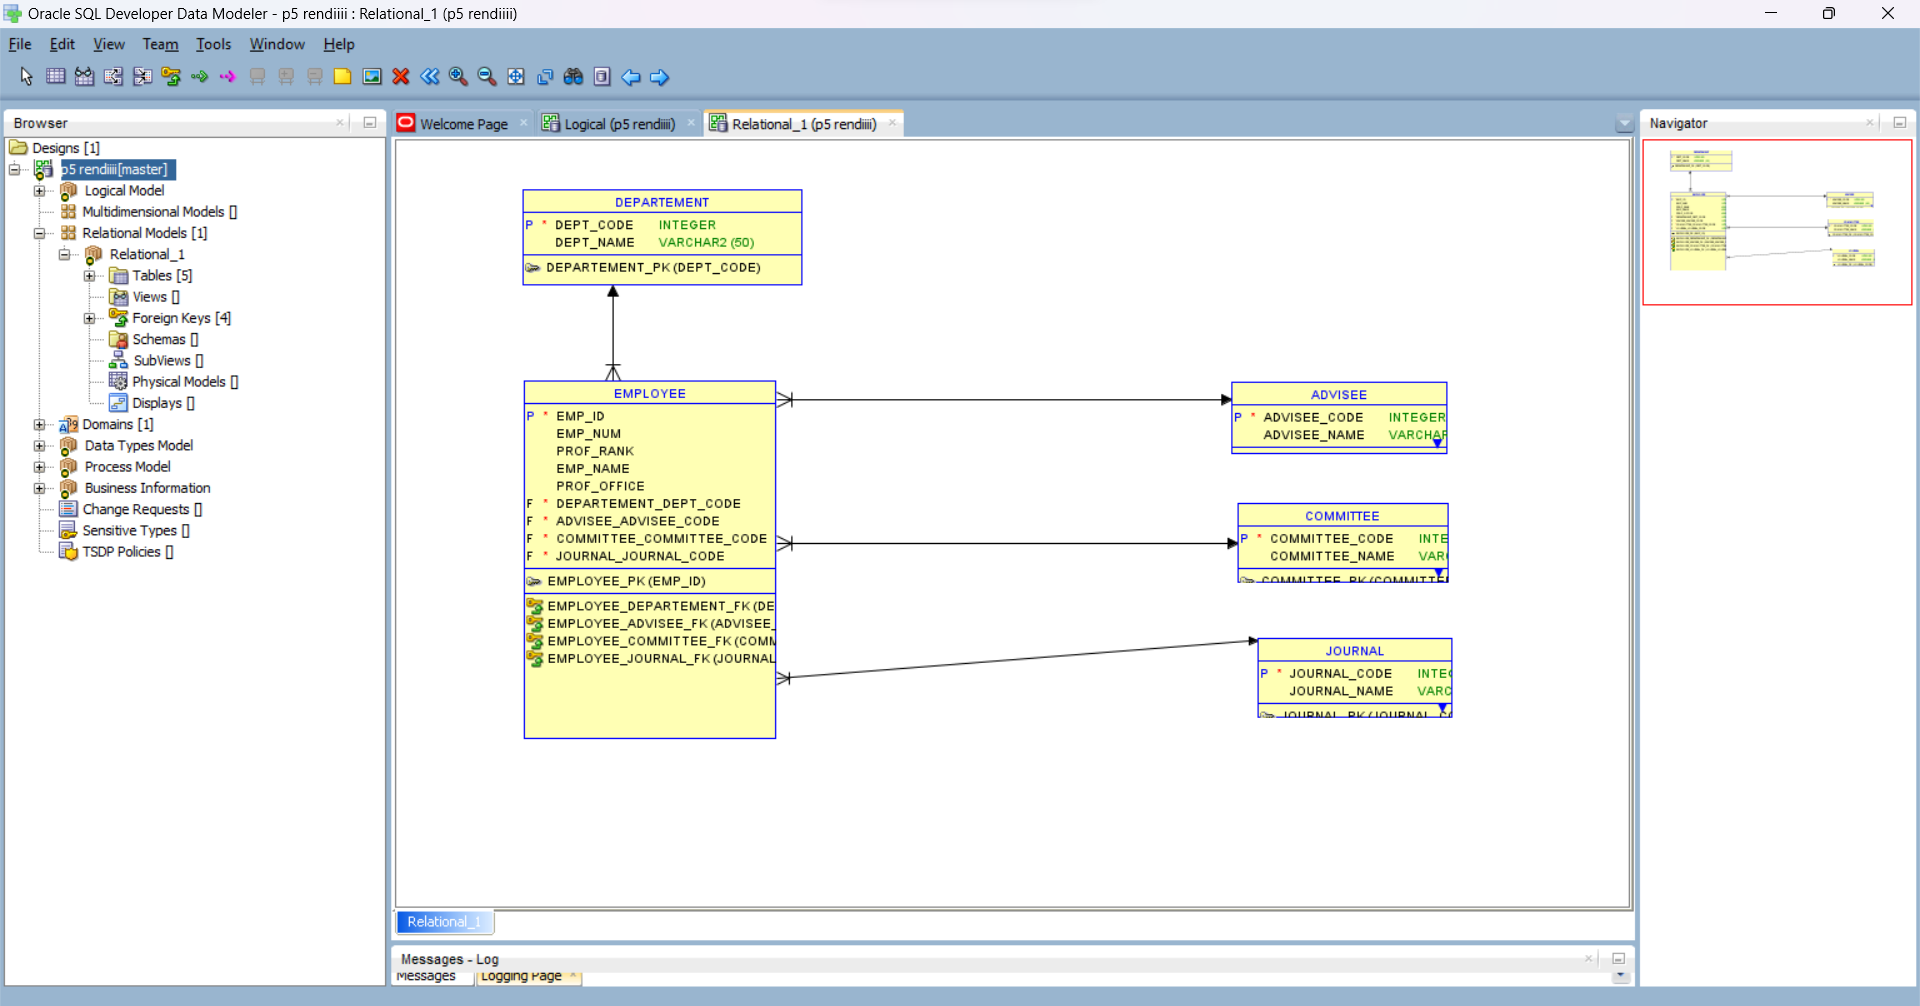 Oracle SQL Developer Data Modeler - p5 rendiiii : Relational_1 (p5 rendiiii)
File Edit View Team Tools Window Help
Browser
Designs [1]
p5 rendiiii[master]
Logical Model
Multidimensional Models []
Relational Models [1]
Relational_1
Tables [5]
Views []
Foreign Keys [4]
Schemas []
SubViews []
Physical Models []
Displays []
Domains [1]
Data Types Model
Process Model
Business Information
Change Requests []
Sensitive Types []
TSDP Policies []
Welcome Page
Logical (p5 rendiiii)
Relational_1 (p5 rendiiii)
DEPARTEMENT
P * DEPT_CODE INTEGER
DEPT_NAME VARCHAR2 (50)
DEPARTEMENT_PK (DEPT_CODE)
EMPLOYEE
P * EMP_ID
EMP_NUM
PROF_RANK
EMP_NAME
PROF_OFFICE
F * DEPARTEMENT_DEPT_CODE
F * ADVISEE_ADVISEE_CODE
F * COMMITTEE_COMMITTEE_CODE
F * JOURNAL_JOURNAL_CODE
EMPLOYEE_PK (EMP_ID)
EMPLOYEE_DEPARTEMENT_FK (DE
EMPLOYEE_ADVISEE_FK (ADVISEE_
EMPLOYEE_COMMITTEE_FK (COMM
EMPLOYEE_JOURNAL_FK (JOURNAL
ADVISEE
P * ADVISEE_CODE INTEGER
ADVISEE_NAME VARCHAR
COMMITTEE
P * COMMITTEE_CODE INTE
COMMITTEE_NAME VAR
COMMITTEE_PK (COMMITTE
JOURNAL
P * JOURNAL_CODE INTE
JOURNAL_NAME VARC
JOURNAL_PK (JOURNAL_C
Relational_1
Messages - Log
Messages
Logging Page
Navigator